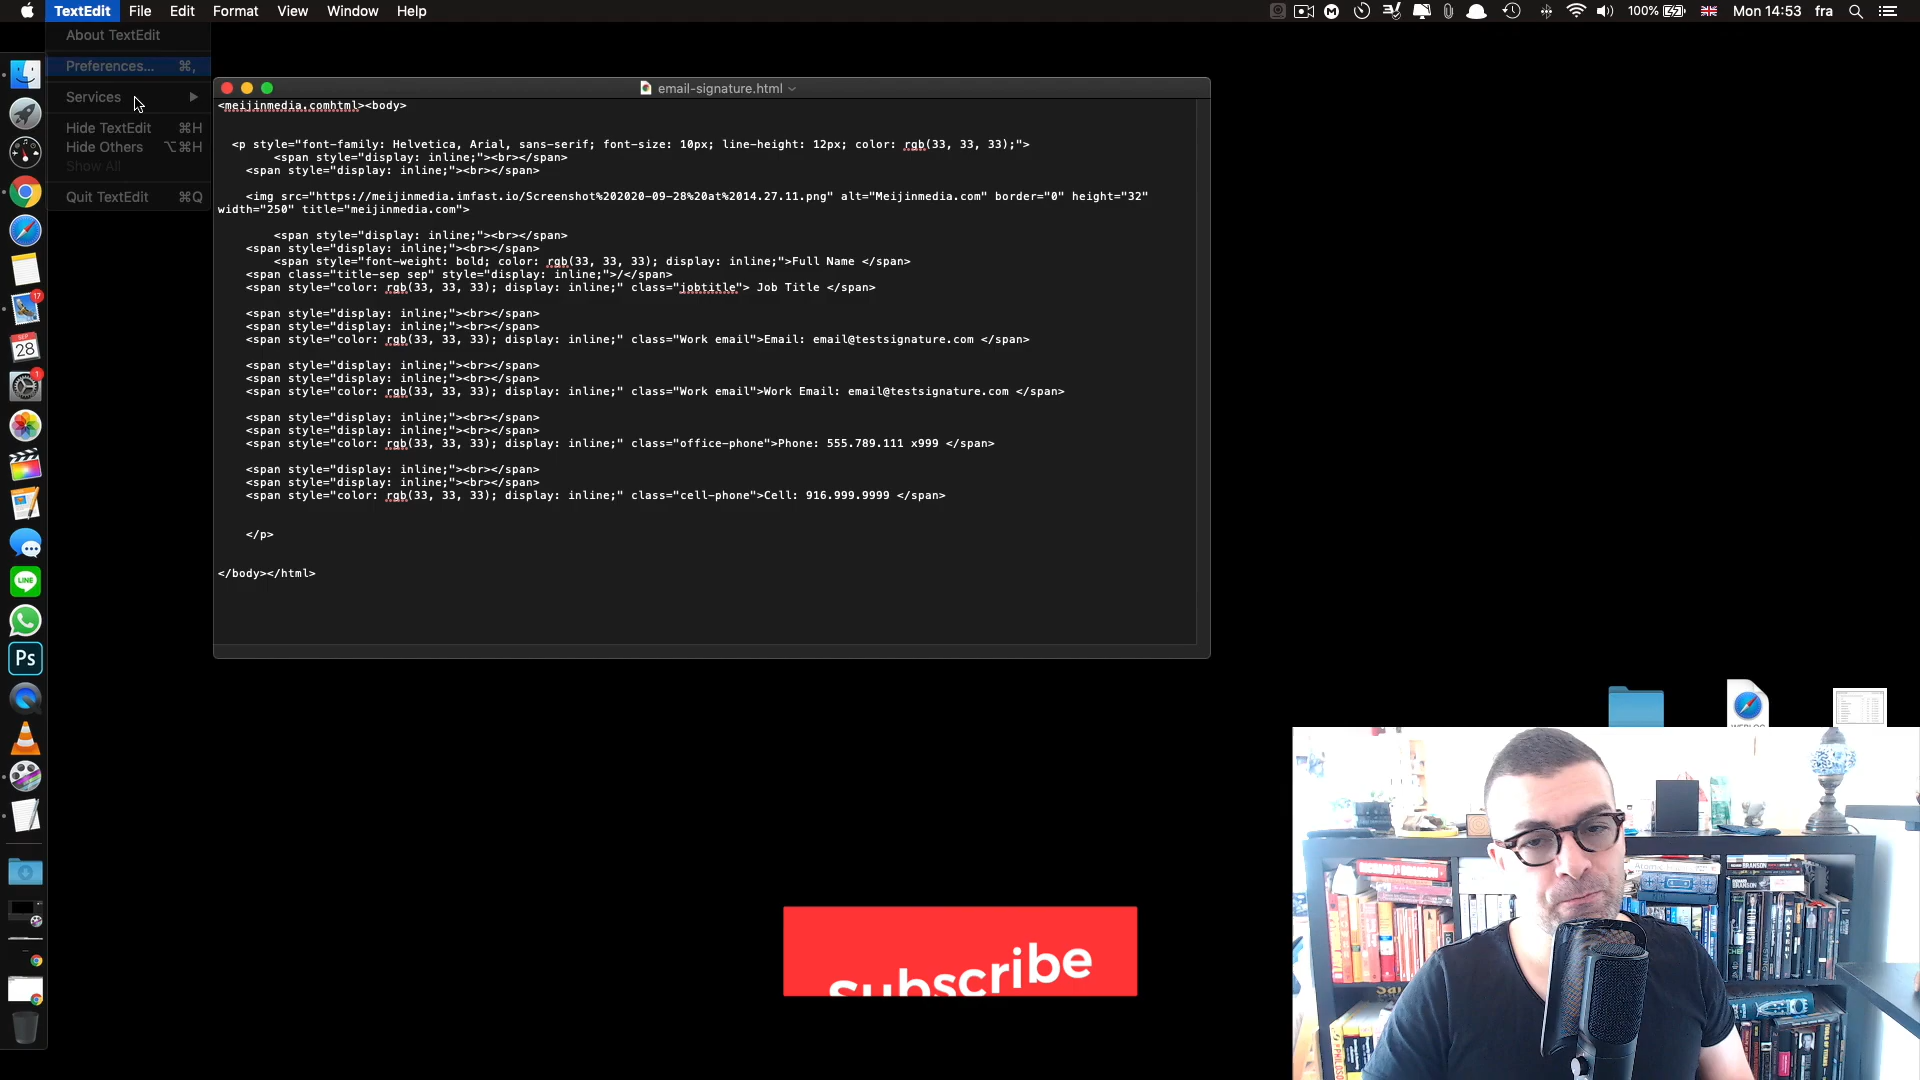 TextEdit File Edit Format View Window Help
100% Mon 14:53 fra
About TextEdit
Preferences... ⌘,
Services
Hide TextEdit ⌘H
Hide Others ⌥⌘H
Show All
Quit TextEdit ⌘Q
email-signature.html
<meijinmedia.comhtml><body>
<p style="font-family: Helvetica, Arial, sans-serif; font-size: 10px; line-height: 12px; color: rgb(33, 33, 33);">
<span style="display: inline;"><br></span>
<span style="display: inline;"><br></span>
<img src="https://meijinmedia.imfast.io/Screenshot%202020-09-28%20at%2014.27.11.png" alt="Meijinmedia.com" border="0" height="32"
width="250" title="meijinmedia.com">
<span style="display: inline;"><br></span>
<span style="display: inline;"><br></span>
<span style="font-weight: bold; color: rgb(33, 33, 33); display: inline;">Full Name </span>
<span class="title-sep sep" style="display: inline;">/</span>
<span style="color: rgb(33, 33, 33); display: inline;" class="jobtitle"> Job Title </span>
<span style="display: inline;"><br></span>
<span style="display: inline;"><br></span>
<span style="color: rgb(33, 33, 33); display: inline;" class="Work email">Email: email@testsignature.com </span>
<span style="display: inline;"><br></span>
<span style="display: inline;"><br></span>
<span style="color: rgb(33, 33, 33); display: inline;" class="Work email">Work Email: email@testsignature.com </span>
<span style="display: inline;"><br></span>
<span style="display: inline;"><br></span>
<span style="color: rgb(33, 33, 33); display: inline;" class="office-phone">Phone: 555.789.111 x999 </span>
<span style="display: inline;"><br></span>
<span style="display: inline;"><br></span>
<span style="color: rgb(33, 33, 33); display: inline;" class="cell-phone">Cell: 916.999.9999 </span>
</p>
</body></html>
17
SEP
28
1
LINE
Ps
Subscribe
BRANSON